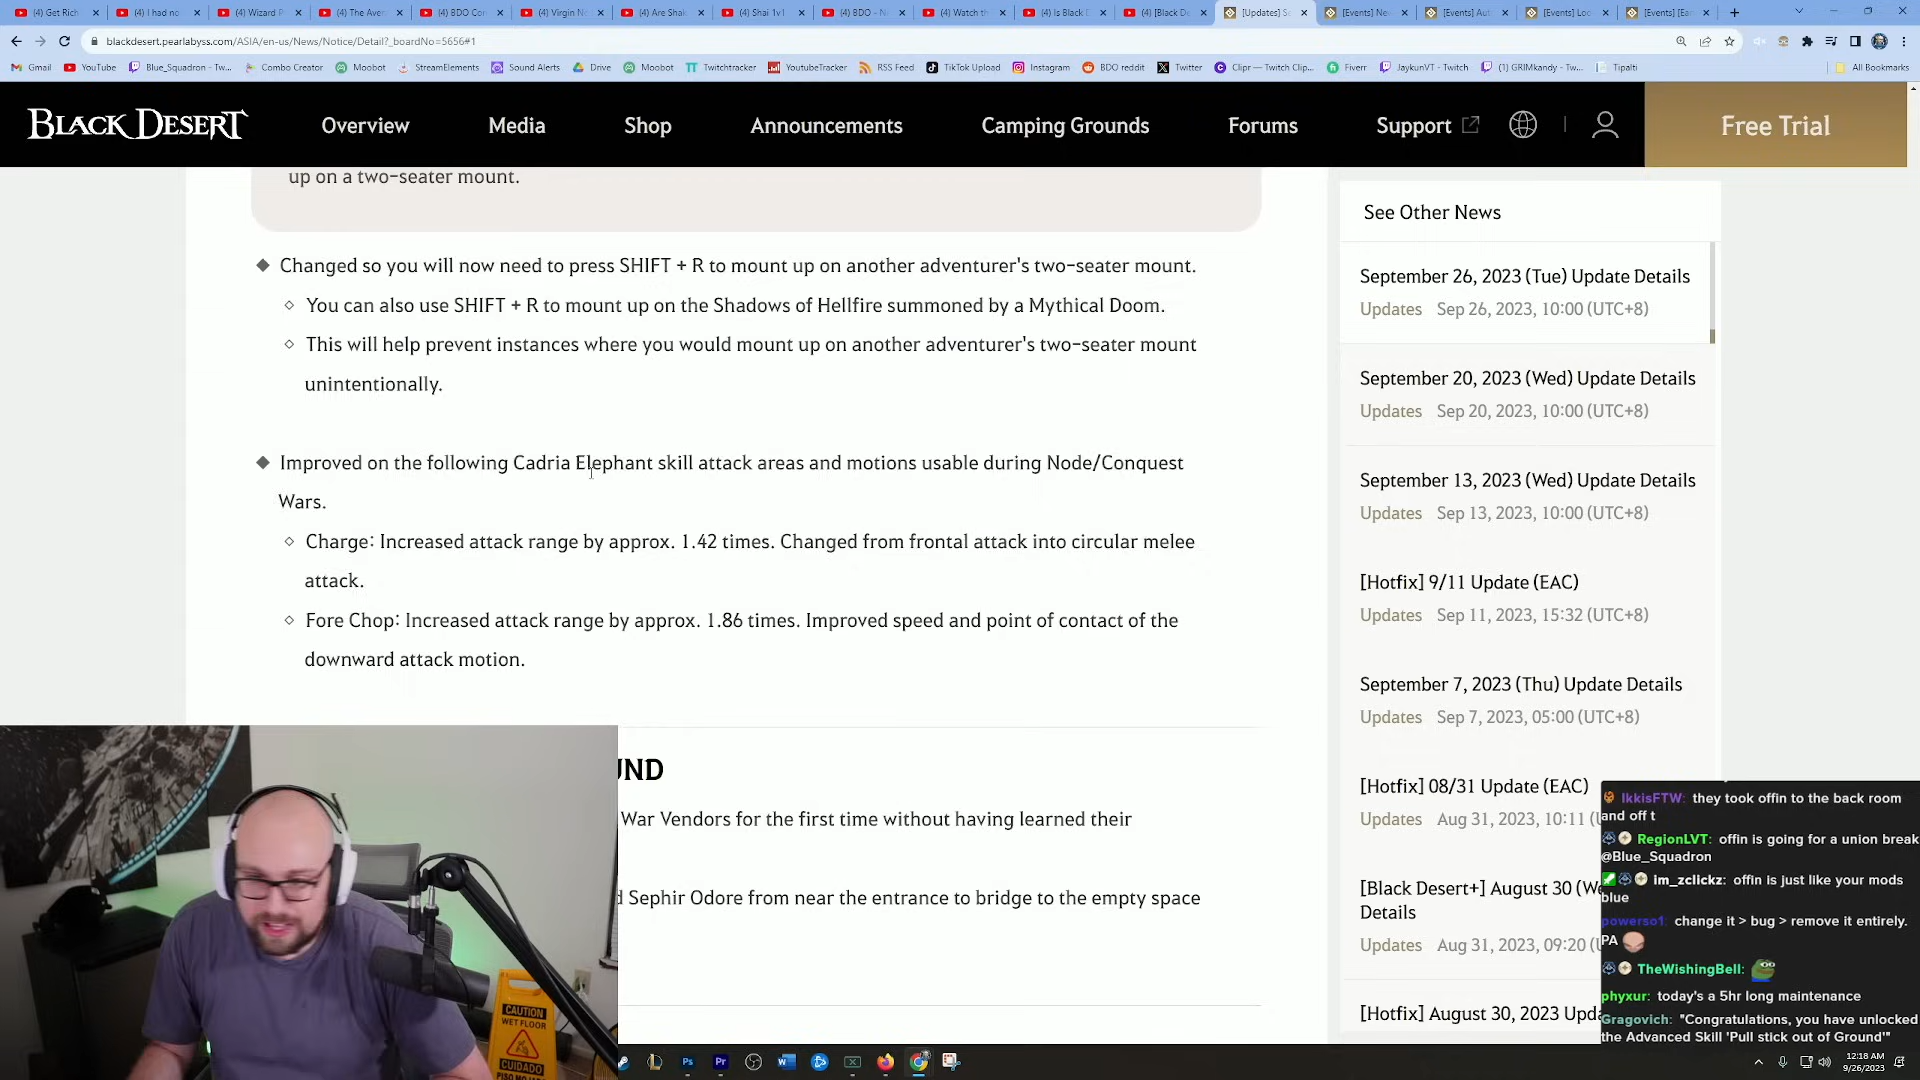 (4) Get Rich
(4) I had no
(4) Wizard P
(4) The Aver
(4) BDO Cor
(4) Virgin N
(4) Are Shak
(4) Shai 1v1
(4) BDO - N
(4) Watch th
(4) Is Black D
(4) [Black De
[Updates] Se
[Events] Ne
[Events] Aut
[Events] Loo
[Events] [Ear
blackdesert.pearlabyss.com/ASIA/en-us/News/Notice/Detail?_boardNo=5656#1
Gmail
YouTube
Blue_Squadron - Tw...
Combo Creator
Moobot
StreamElements
Sound Alerts
Drive
Moobot
Twitchtracker
YoutubeTracker
RSS Feed
TikTok Upload
Instagram
BDO reddit
Twitter
Clipr — Twitch Clip...
Fiverr
JaykunVT - Twitch
(1) GRIMkandy - Tw...
Tipalti
All Bookmarks
BLACK DESERT
Overview
Media
Shop
Announcements
Camping Grounds
Forums
Support
Free Trial
up on a two-seater mount.
Changed so you will now need to press SHIFT + R to mount up on another adventurer's two-seater mount.
You can also use SHIFT + R to mount up on the Shadows of Hellfire summoned by a Mythical Doom.
This will help prevent instances where you would mount up on another adventurer's two-seater mount
unintentionally.
Improved on the following Cadria Elephant skill attack areas and motions usable during Node/Conquest
Wars.
Charge: Increased attack range by approx. 1.42 times. Changed from frontal attack into circular melee
attack.
Fore Chop: Increased attack range by approx. 1.86 times. Improved speed and point of contact of the
downward attack motion.
UND
War Vendors for the first time without having learned their
d Sephir Odore from near the entrance to bridge to the empty space
See Other News
September 26, 2023 (Tue) Update Details
Updates Sep 26, 2023, 10:00 (UTC+8)
September 20, 2023 (Wed) Update Details
Updates Sep 20, 2023, 10:00 (UTC+8)
September 13, 2023 (Wed) Update Details
Updates Sep 13, 2023, 10:00 (UTC+8)
[Hotfix] 9/11 Update (EAC)
Updates Sep 11, 2023, 15:32 (UTC+8)
September 7, 2023 (Thu) Update Details
Updates Sep 7, 2023, 05:00 (UTC+8)
[Hotfix] 08/31 Update (EAC)
Updates Aug 31, 2023, 10:11 (U
[Black Desert+] August 30 (We
Details
Updates Aug 31, 2023, 09:20 (U
[Hotfix] August 30, 2023 Upda
IkkisFTW: they took offin to the back room
and off t
RegionLVT: offin is going for a union break
@Blue_Squadron
im_zclickz: offin is just like your mods
blue
powerso1: change it > bug > remove it entirely.
PA
TheWishingBell:
phyxur: today's a 5hr long maintenance
Gragovich: "Congratulations, you have unlocked
the Advanced Skill 'Pull stick out of Ground'"
CAUTION
WET FLOOR
CUIDADO
PISO MOJADO
12:18 AM
9/26/2023